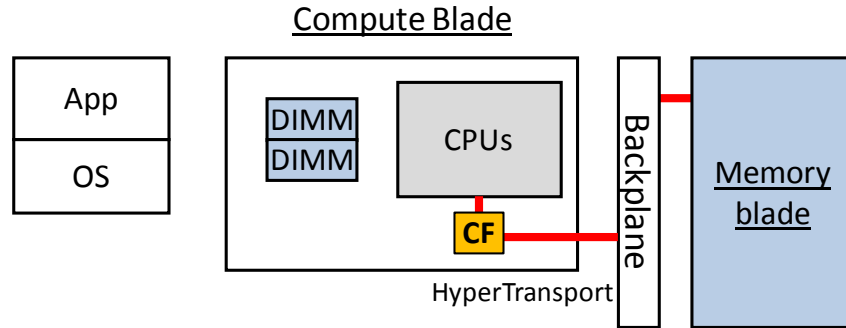 Compute Blade
App
OS
DIMM
DIMM
CPUs
CF
HyperTransport
Backplane
Memory
blade